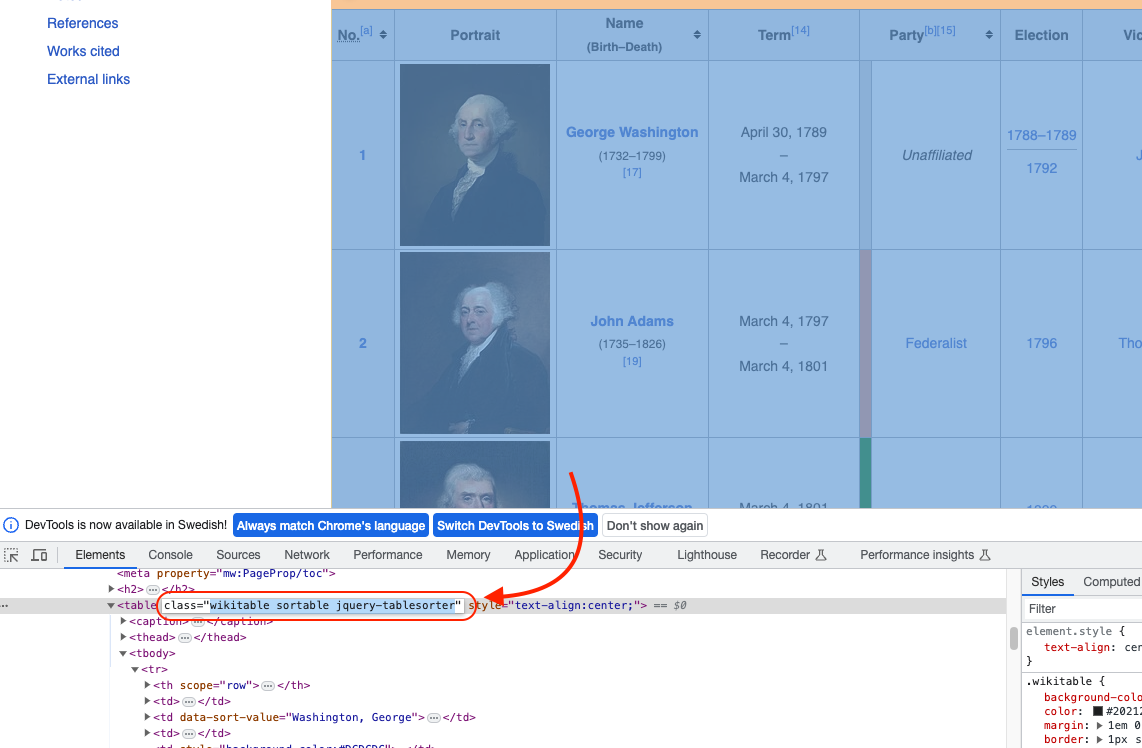 References
Works cited
External links
No.[a] Portrait Name (Birth–Death) Term[14] Party[b][15] Election
1 George Washington (1732–1799) [17] April 30, 1789 – March 4, 1797 Unaffiliated 1788–1789 1792
2 John Adams (1735–1826) [19] March 4, 1797 – March 4, 1801 Federalist 1796
Thomas Jefferson March 4, 1801
DevTools is now available in Swedish! Always match Chrome's language Switch DevTools to Swedish Don't show again
Elements Console Sources Network Performance Memory Application Security Lighthouse Recorder Performance insights
<meta property="mw:PageProp/toc">
<h2> … </h2>
<table class="wikitable sortable jquery-tablesorter" style="text-align:center;"> == $0
<caption> … </caption>
<thead> … </thead>
<tbody>
<tr>
<th scope="row"> … </th>
<td> … </td>
<td data-sort-value="Washington, George"> … </td>
<td> … </td>
Styles Computed
Filter
element.style {
text-align: cen
}
.wikitable {
background-colo
color: #20212
margin: 1em 0
border: 1px s